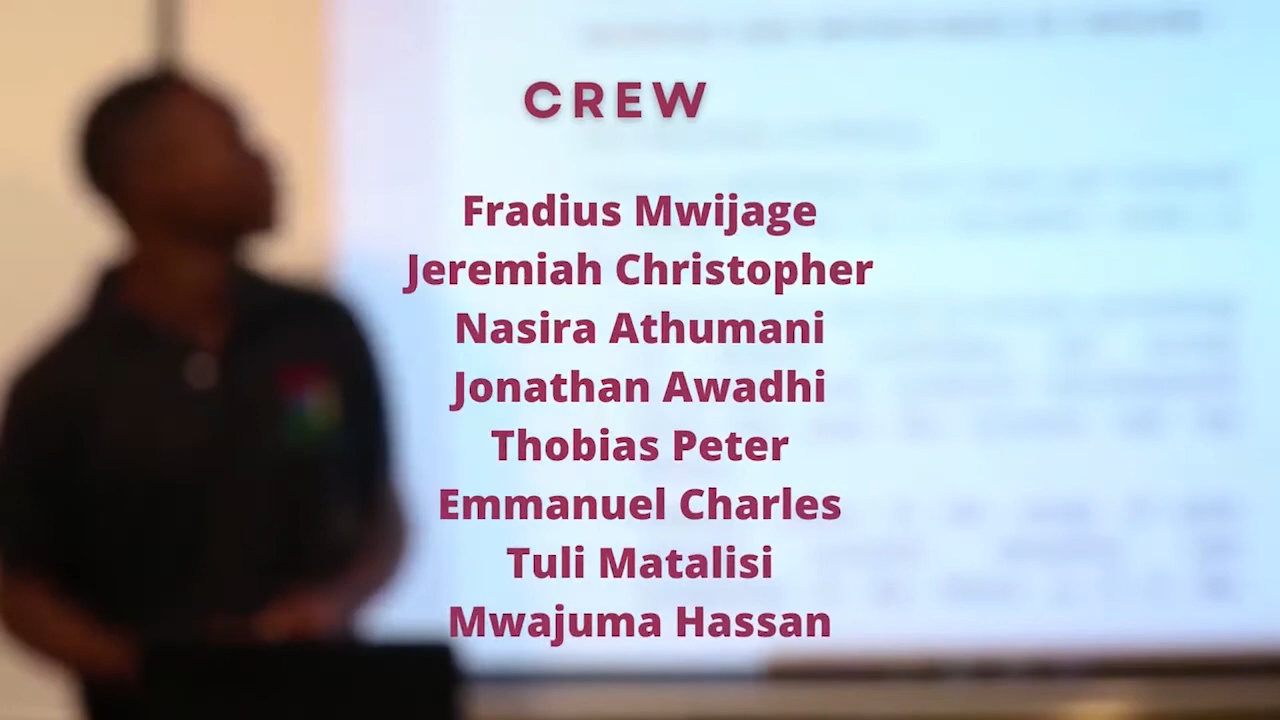 CREW
Fradius Mwijage
Jeremiah Christopher
Nasira Athumani
Jonathan Awadhi
Thobias Peter
Emmanuel Charles
Tuli Matalisi
Mwajuma Hassan